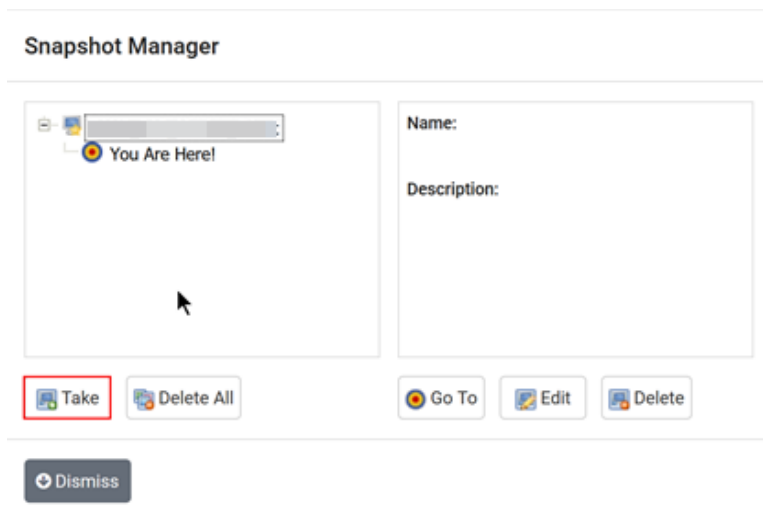 Snapshot Manager
You Are Here!
Name:
Description:
Take
Delete All
Go To
Edit
Delete
Dismiss